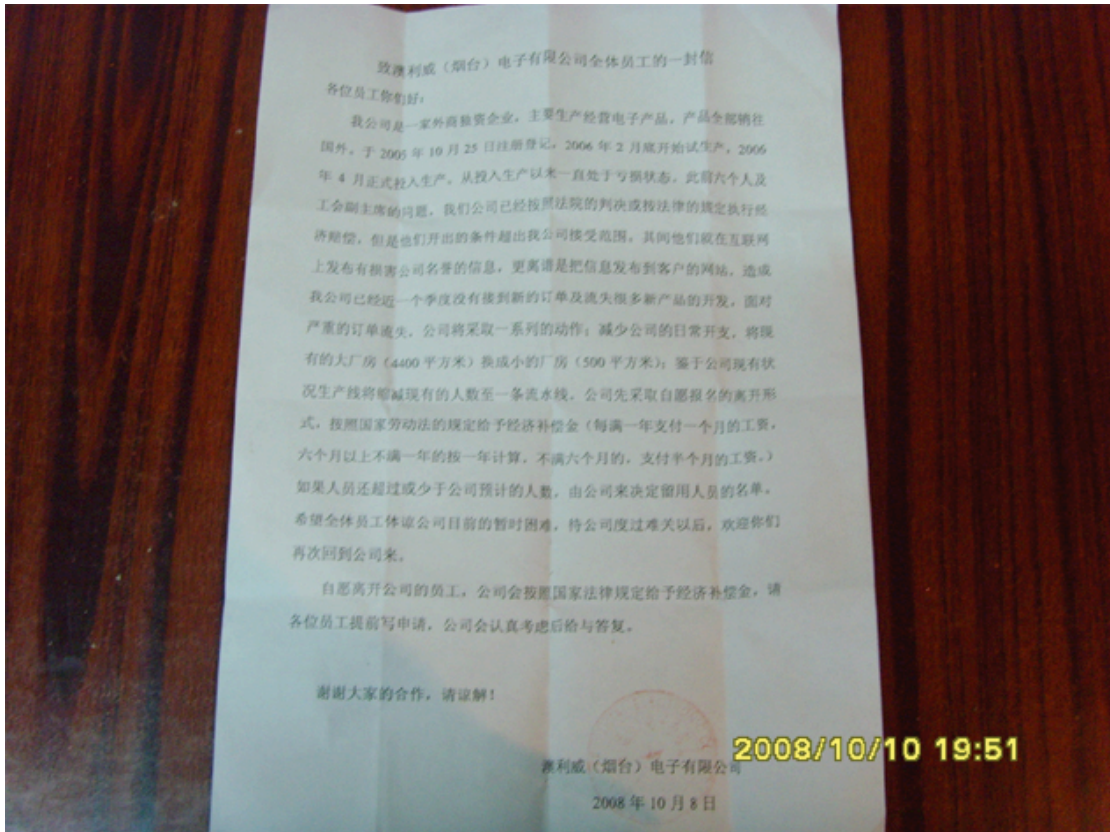 致澳利威（烟台）电子有限公司全体员工的一封信
各位员工你们好：
我公司是一家外商独资企业，主要生产经营电子产品，产品全部销往
国外。于 2005 年 10 月 25 日注册登记，2006 年 2 月底开始试生产，2006
年 4 月正式投入生产。从投入生产以来一直处于亏损状态。此前六个人及
工会副主席的问题，我们公司已经按照法院的判决或按法律的规定执行经
济赔偿，但是他们开出的条件超出我公司接受范围。其间他们就在互联网
上发布有损害公司名誉的信息，更离谱是把信息发布到客户的网站，造成
我公司已经近一个季度没有接到新的订单及流失很多新产品的开发，面对
严重的订单流失，公司将采取一系列的动作：减少公司的日常开支，将现
有的大厂房（4400 平方米）换成小的厂房（500 平方米）；鉴于公司现有状
况生产线将缩减现有的人数至一条流水线。公司先采取自愿报名的离开形
式，按照国家劳动法的规定给予经济补偿金（每满一年支付一个月的工资，
六个月以上不满一年的按一年计算，不满六个月的，支付半个月的工资。）
如果人员还超过或少于公司预计的人数，由公司来决定留用人员的名单。
希望全体员工体谅公司目前的暂时困难，待公司度过难关以后，欢迎你们
再次回到公司来。
自愿离开公司的员工，公司会按照国家法律规定给予经济补偿金，请
各位员工提前写申请，公司会认真考虑后给与答复。
谢谢大家的合作，请谅解！
澳利威（烟台）电子有限公司
2008 年 10 月 8 日
2008/10/10 19:51